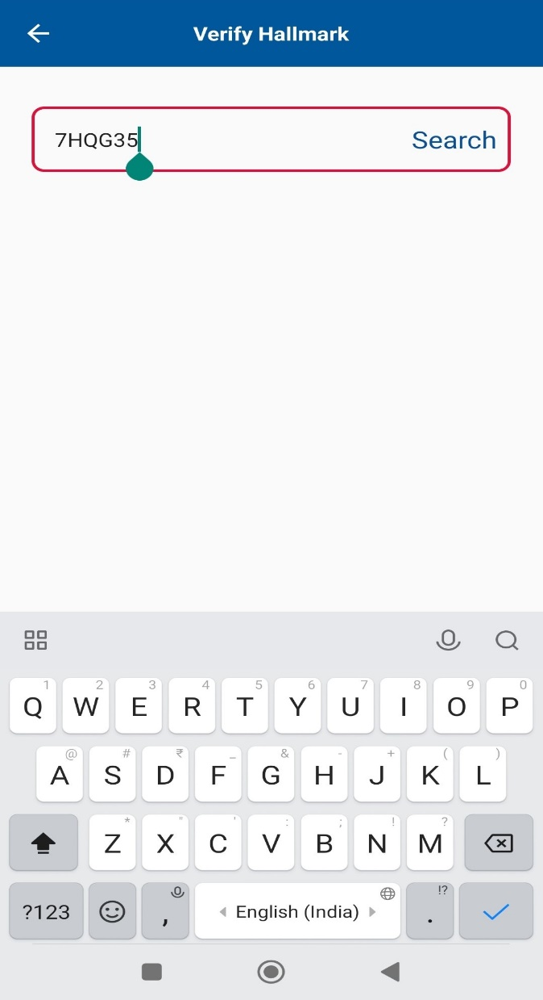 Verify Hallmark
7HQG35
Search
1 2 3 4 5 6 7 8 9 0
Q W E R T Y U I O P
@ # ₹ _ & - + ( )
A S D F G H J K L
* " ' : ; ! ?
Z X C V B N M
!?
?123 , English (India) .